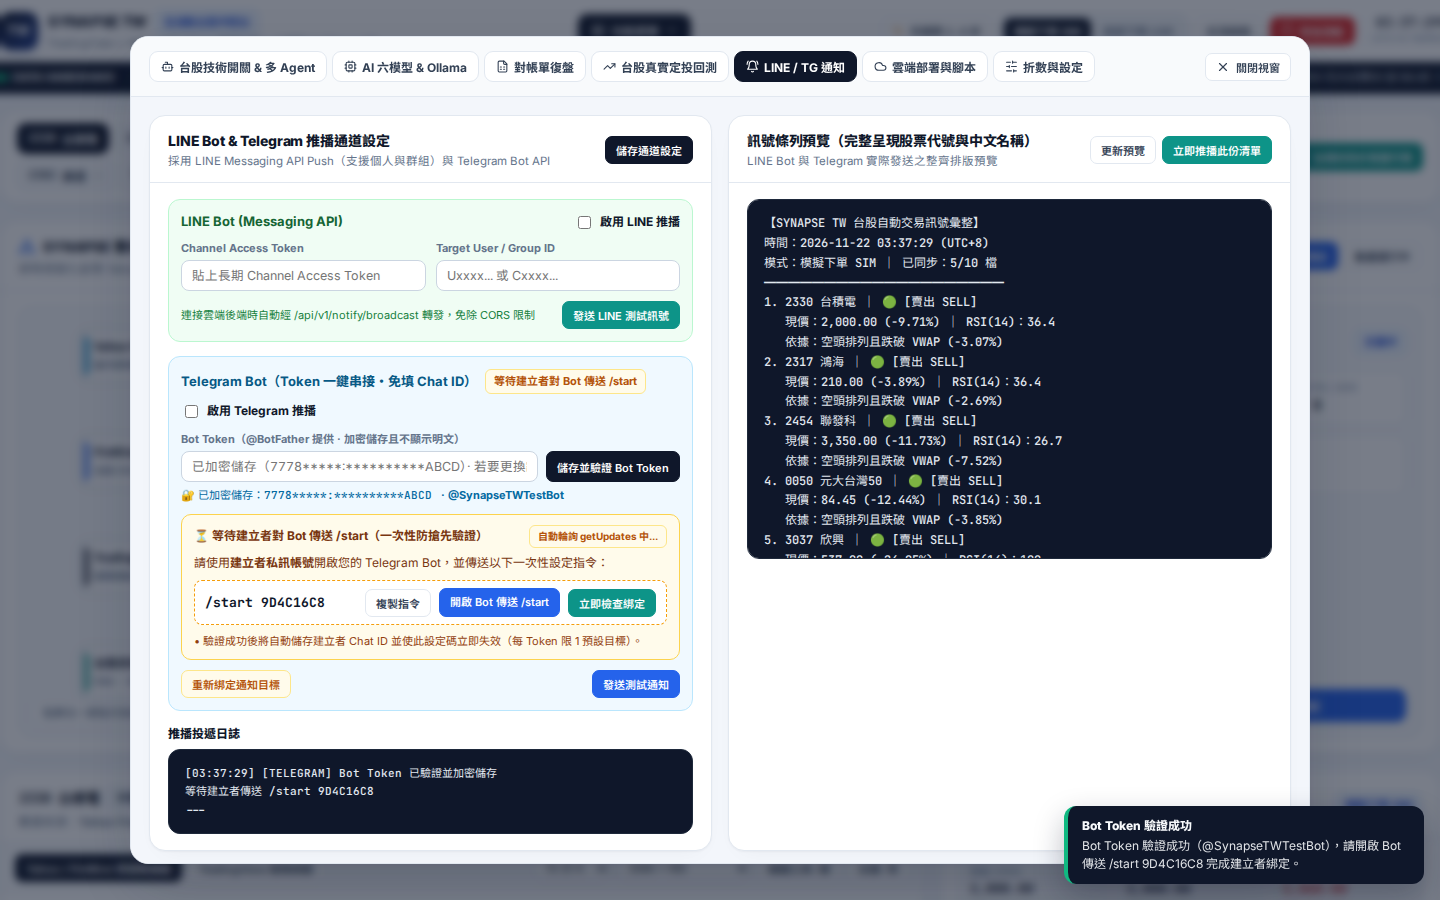 SYNAPSE TW
台股技術開關 & 多 Agent
AI 六模型 & Ollama
對帳單復盤
台股真實定投回測
LINE / TG 通知
雲端部署與腳本
折數與設定
關閉視窗
LINE Bot & Telegram 推播通道設定
採用 LINE Messaging API Push（支援個人與群組）與 Telegram Bot API
儲存通道設定
LINE Bot (Messaging API)
啟用 LINE 推播
Channel Access Token
Target User / Group ID
貼上長期 Channel Access Token
Uxxxx... 或 Cxxxx...
連接雲端後端時自動經 /api/v1/notify/broadcast 轉發，免除 CORS 限制
發送 LINE 測試訊號
Telegram Bot（Token 一鍵串接・免填 Chat ID）
等待建立者對 Bot 傳送 /start
啟用 Telegram 推播
Bot Token（@BotFather 提供 · 加密儲存且不顯示明文）
已加密儲存（7778*****:**********ABCD）· 若要更換
儲存並驗證 Bot Token
🔐 已加密儲存：7778*****:**********ABCD · @SynapseTWTestBot
⏳ 等待建立者對 Bot 傳送 /start（一次性防搶先驗證）
自動輪詢 getUpdates 中...
請使用建立者私訊帳號開啟您的 Telegram Bot，並傳送以下一次性設定指令：
/start 9D4C16C8
複製指令
開啟 Bot 傳送 /start
立即檢查綁定
• 驗證成功後將自動儲存建立者 Chat ID 並使此設定碼立即失效（每 Token 限 1 預設目標）。
重新綁定通知目標
發送測試通知
推播投遞日誌
[03:37:29] [TELEGRAM] Bot Token 已驗證並加密儲存
等待建立者傳送 /start 9D4C16C8
---
訊號條列預覽（完整呈現股票代號與中文名稱）
LINE Bot 與 Telegram 實際發送之整齊排版預覽
更新預覽
立即推播此份清單
【SYNAPSE TW 台股自動交易訊號彙整】
時間：2026-11-22 03:37:29 (UTC+8)
模式：模擬下單 SIM ｜ 已同步：5/10 檔
1. 2330 台積電 ｜ 🟢 [賣出 SELL]
現價：2,000.00 (-9.71%) ｜ RSI(14)：36.4
依據：空頭排列且跌破 VWAP (-3.07%)
2. 2317 鴻海 ｜ 🟢 [賣出 SELL]
現價：210.00 (-3.89%) ｜ RSI(14)：36.4
依據：空頭排列且跌破 VWAP (-2.69%)
3. 2454 聯發科 ｜ 🟢 [賣出 SELL]
現價：3,350.00 (-11.73%) ｜ RSI(14)：26.7
依據：空頭排列且跌破 VWAP (-7.52%)
4. 0050 元大台灣50 ｜ 🟢 [賣出 SELL]
現價：84.45 (-12.44%) ｜ RSI(14)：30.1
依據：空頭排列且跌破 VWAP (-3.85%)
5. 3037 欣興 ｜ 🟢 [賣出 SELL]
Bot Token 驗證成功
Bot Token 驗證成功（@SynapseTWTestBot），請開啟 Bot
傳送 /start 9D4C16C8 完成建立者綁定。